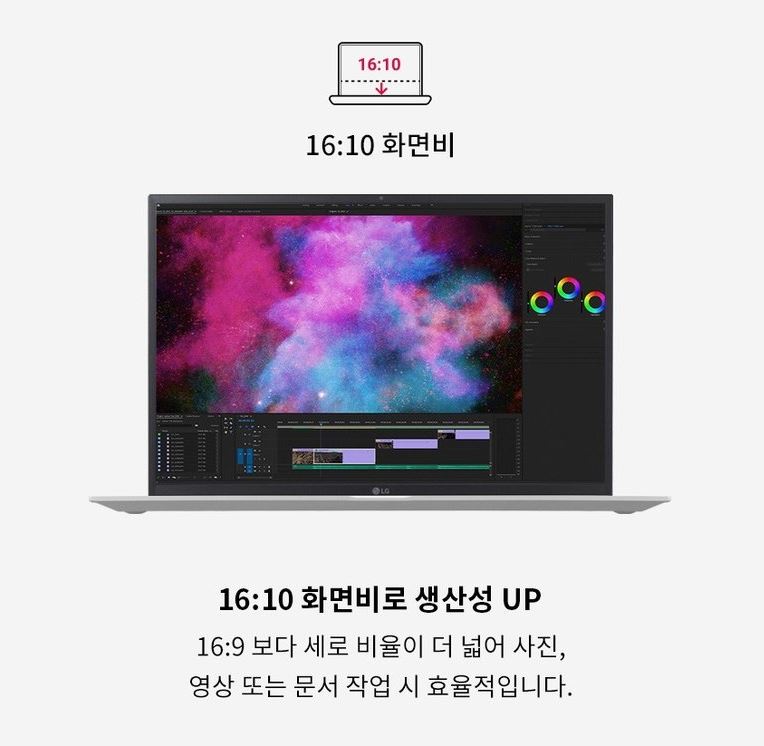 16:10
16:10 화면비
LG
16:10 화면비로 생산성 UP
16:9 보다 세로 비율이 더 넓어 사진,
영상 또는 문서 작업 시 효율적입니다.